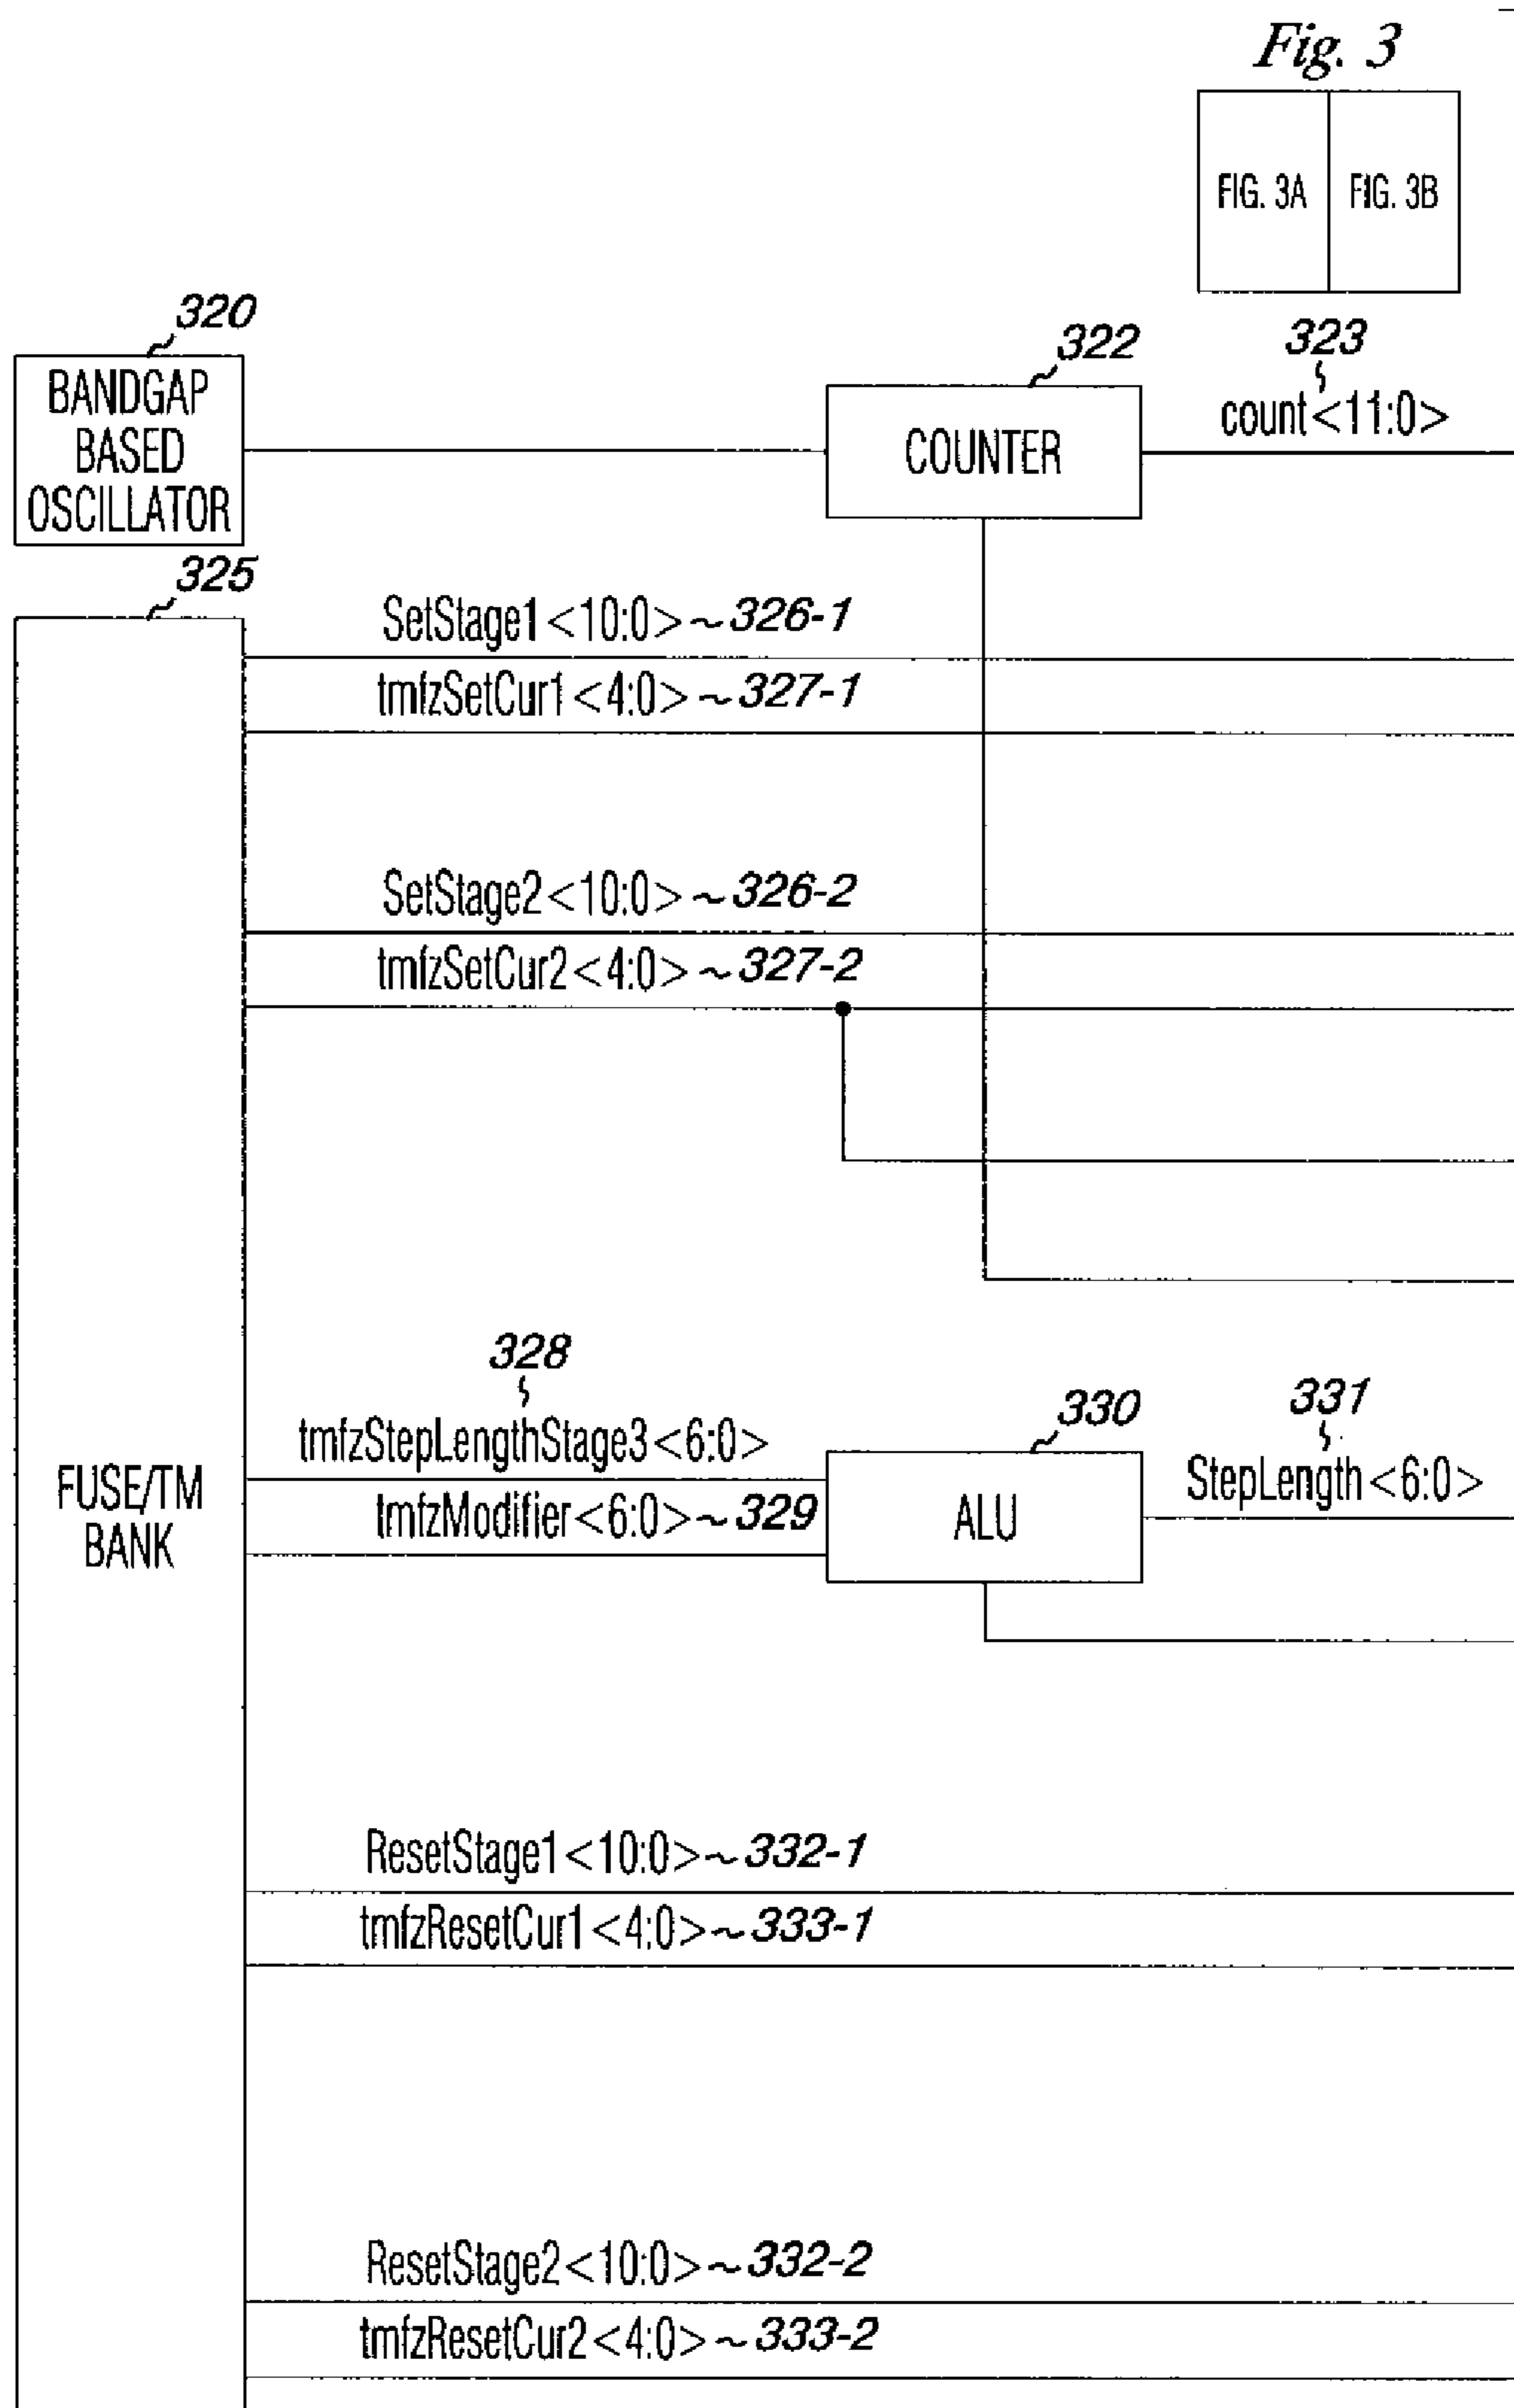 Fig. 3
FIG. 3A
FIG. 3B
320
BANDGAP
BASED
OSCILLATOR
322
COUNTER
323
count<11:0>
325
FUSE/TM
BANK
SetStage1<10:0>~326-1
tmfzSetCur1<4:0>~327-1
SetStage2<10:0>~326-2
tmfzSetCur2<4:0>~327-2
328
tmfzStepLengthStage3<6:0>
tmfzModifier<6:0>~329
330
ALU
331
StepLength<6:0>
ResetStage1<10:0>~332-1
tmfzResetCur1<4:0>~333-1
ResetStage2<10:0>~332-2
tmfzResetCur2<4:0>~333-2